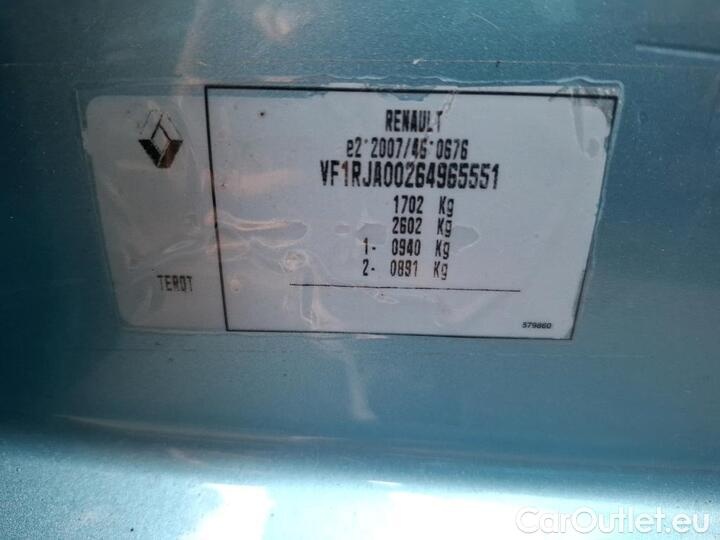 RENAULT
e2*2007/46*0676
VF1RJA00264965551
1702 Kg
2602 Kg
1- 0940 Kg
2- 0891 Kg
TEROT
579860
CarOutlet.eu